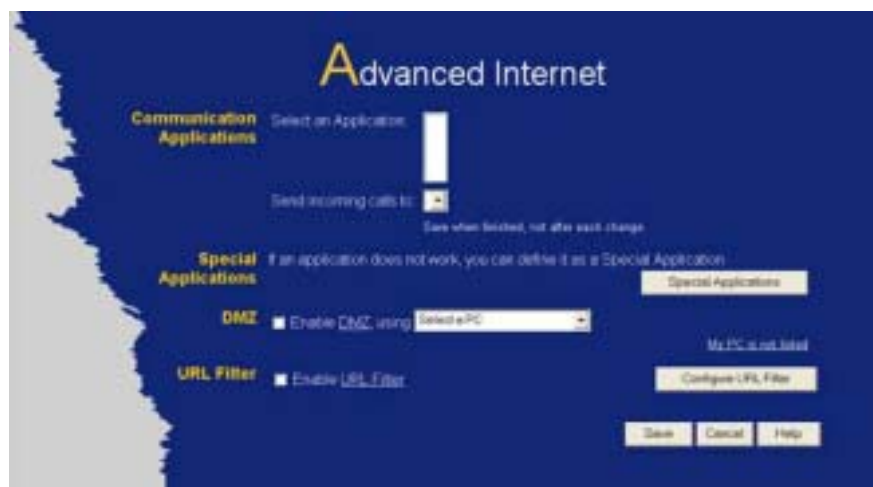 Advanced Internet
Communication Applications
Select an Application:
Send incoming calls to:
Save when finished, not after each change.
Special Applications
If an application does not work, you can define it as a Special Application
Special Applications
DMZ
Enable DMZ, using
Select a PC
My PC is not listed
URL Filter
Enable URL Filter
Configure URL Filter
Save
Cancel
Help